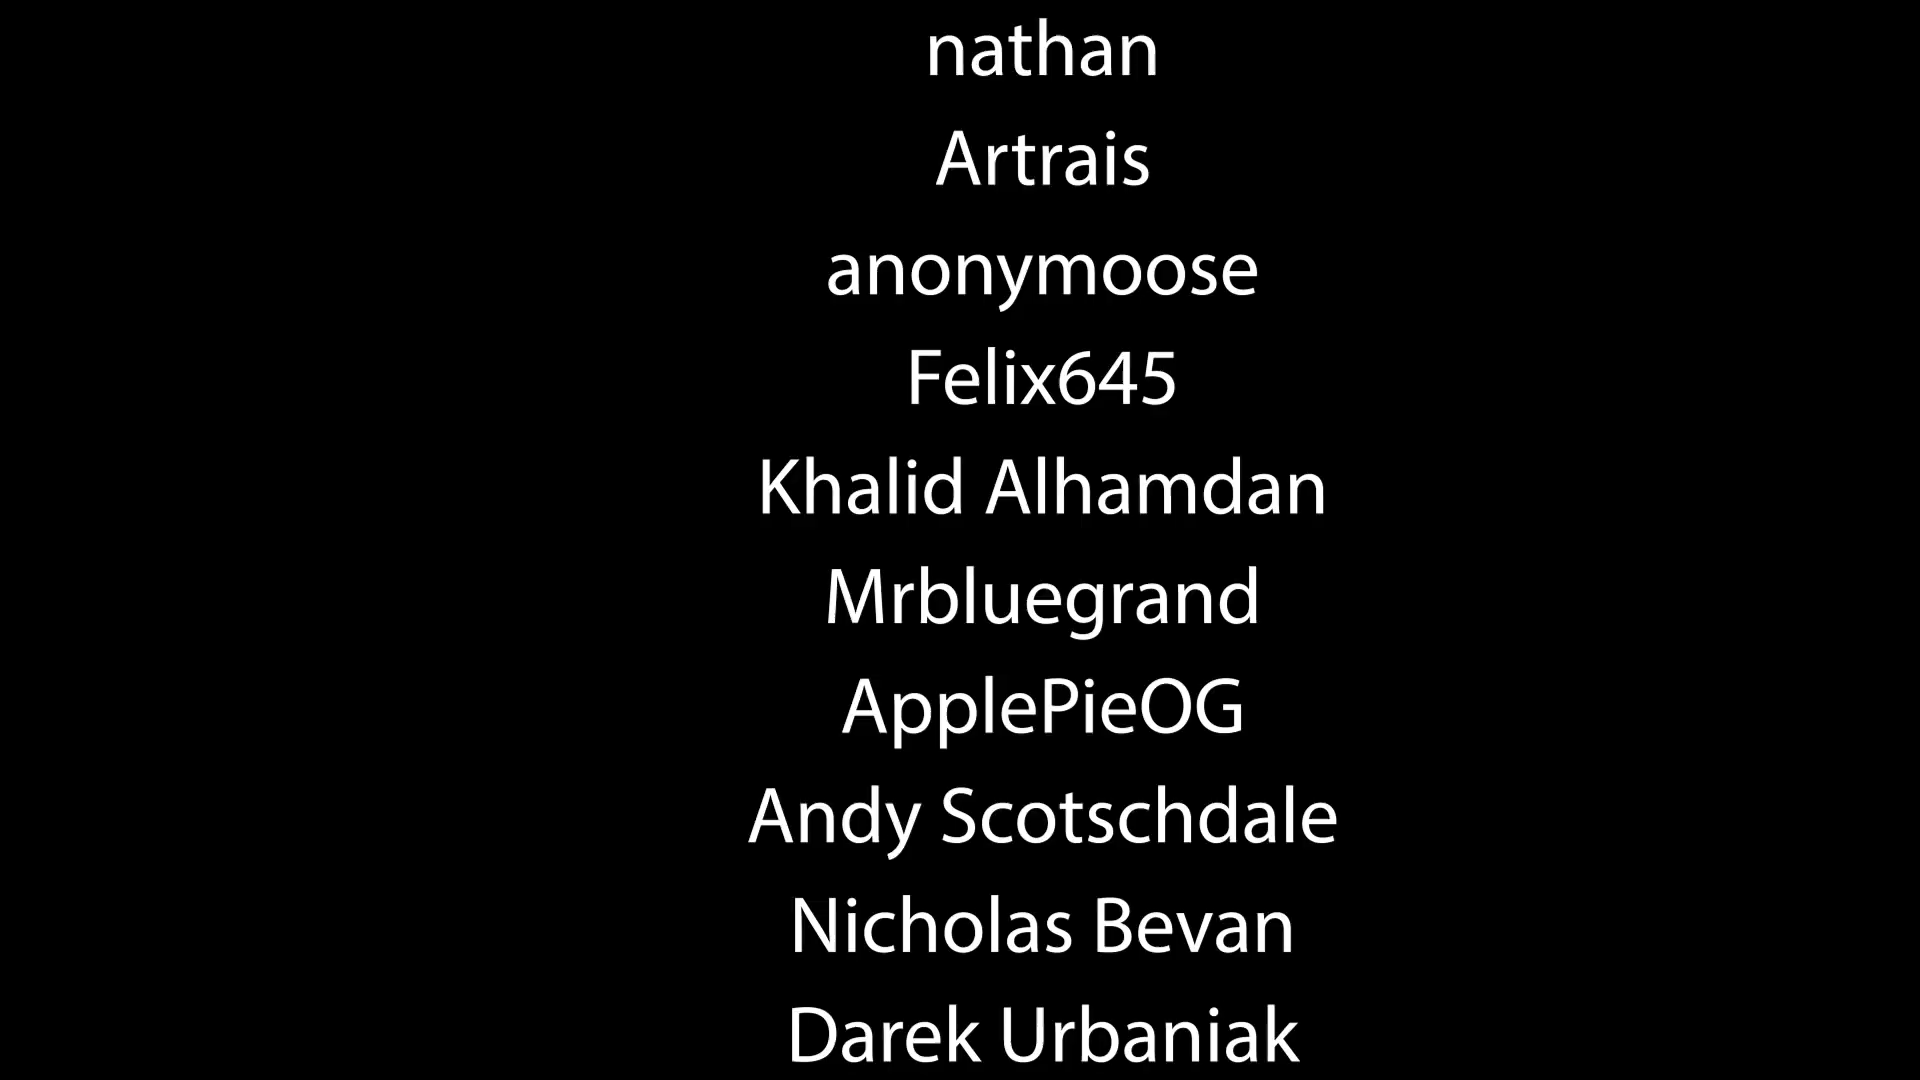 nathan
Artrais
anonymoose
Felix645
Khalid Alhamdan
Mrbluegrand
ApplePieOG
Andy Scotschdale
Nicholas Bevan
Darek Urbaniak